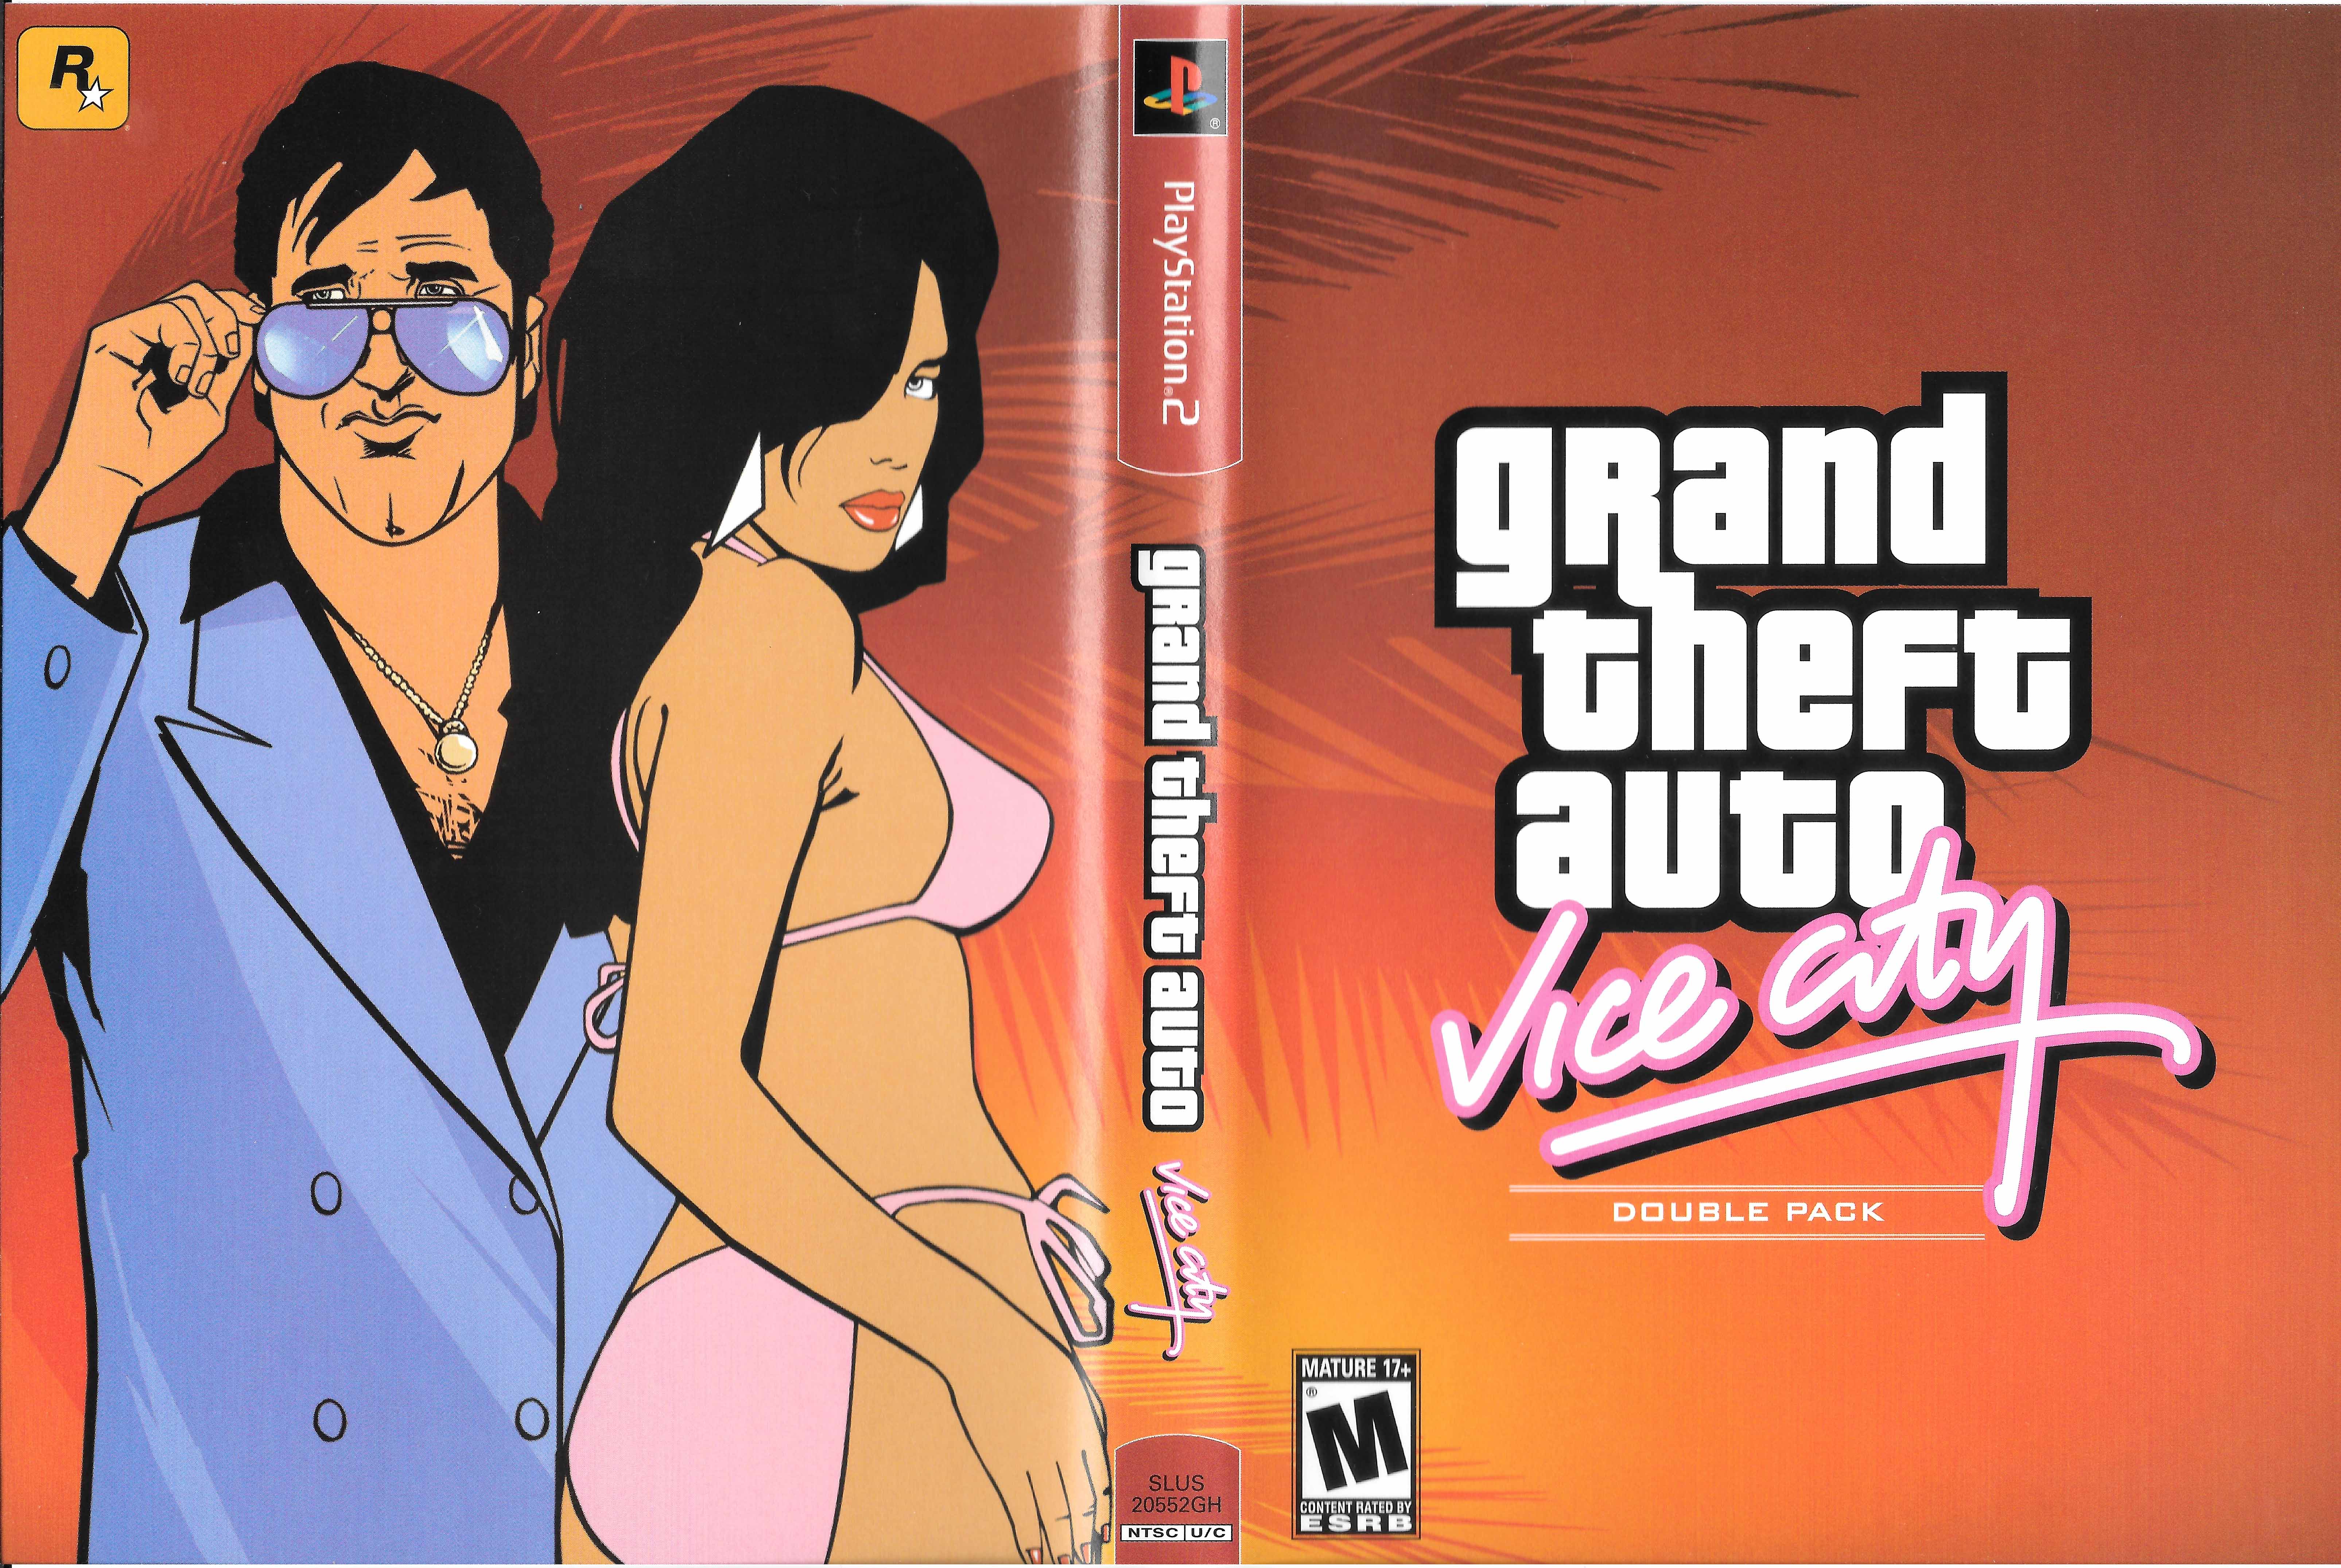 R
PlayStation®2
grand theft auto
vice city
SLUS
20552GH
NTSC U/C
grand
theft
auto
vice city
DOUBLE PACK
MATURE 17+
M
®
CONTENT RATED BY
ESRB